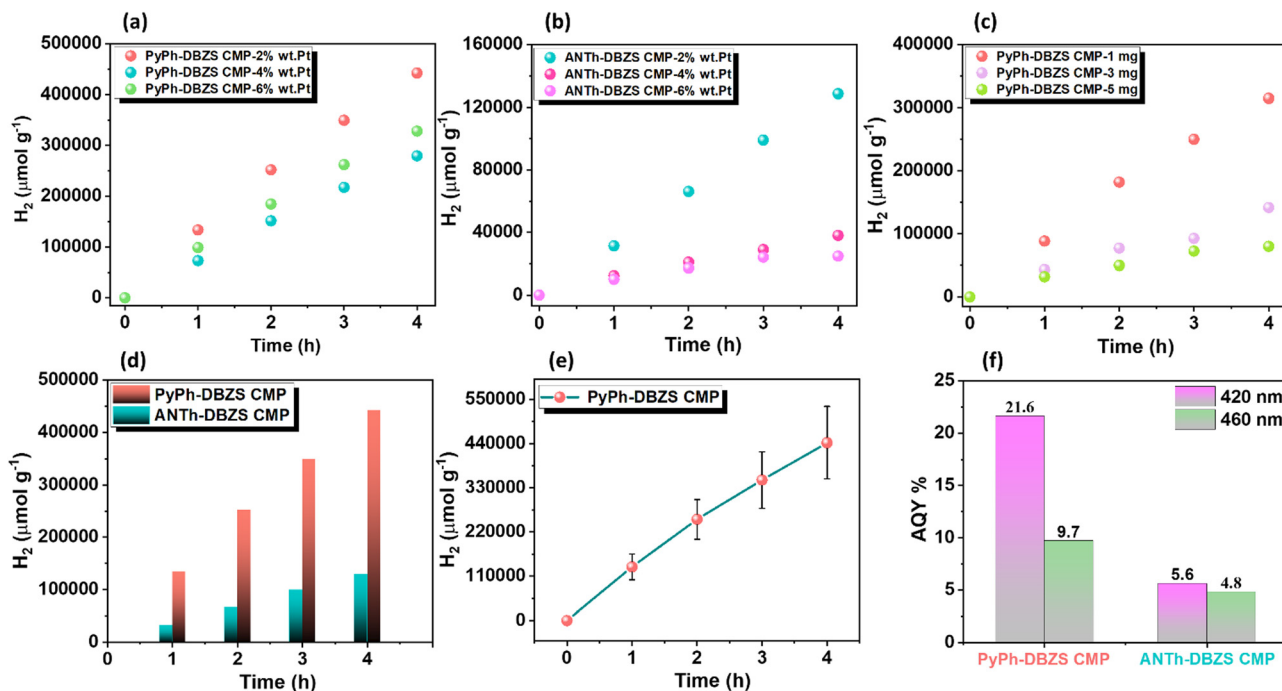 (a)
500000
400000
300000
200000
100000
0
H₂ (μmol g⁻¹)
PyPh-DBZS CMP-2% wt.Pt
PyPh-DBZS CMP-4% wt.Pt
PyPh-DBZS CMP-6% wt.Pt
0 1 2 3 4
Time (h)
(b)
160000
120000
80000
40000
0
H₂ (μmol g⁻¹)
ANTh-DBZS CMP-2% wt.Pt
ANTh-DBZS CMP-4% wt.Pt
ANTh-DBZS CMP-6% wt.Pt
0 1 2 3 4
Time (h)
(c)
400000
300000
200000
100000
0
H₂ (μmol g⁻¹)
PyPh-DBZS CMP-1 mg
PyPh-DBZS CMP-3 mg
PyPh-DBZS CMP-5 mg
0 1 2 3 4
Time (h)
(d)
500000
400000
300000
200000
100000
0
H₂ (μmol g⁻¹)
PyPh-DBZS CMP
ANTh-DBZS CMP
0 1 2 3 4
Time (h)
(e)
550000
440000
330000
220000
110000
0
H₂ (μmol g⁻¹)
PyPh-DBZS CMP
0 1 2 3 4
Time (h)
(f)
25
20
15
10
5
0
AQY %
420 nm
460 nm
21.6
9.7
5.6
4.8
PyPh-DBZS CMP
ANTh-DBZS CMP